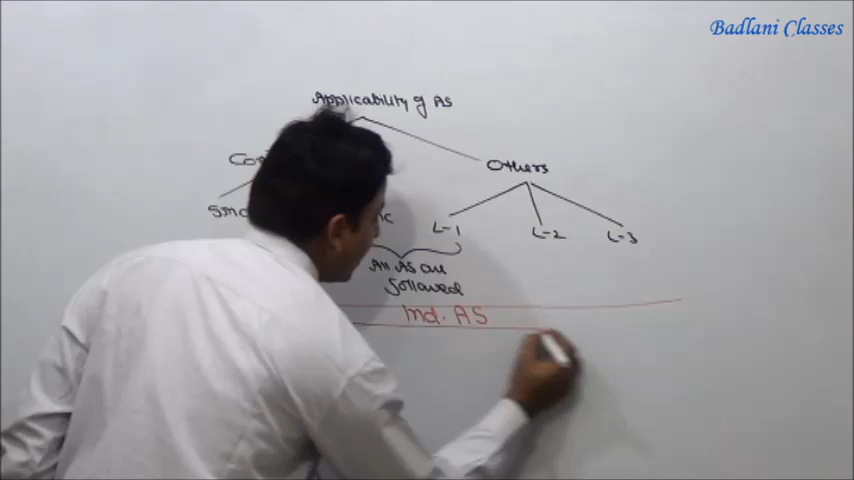 Badlani Classes
Applicability of AS
Others
L-1
L-2
L-3
All AS are
followed
Ind. AS